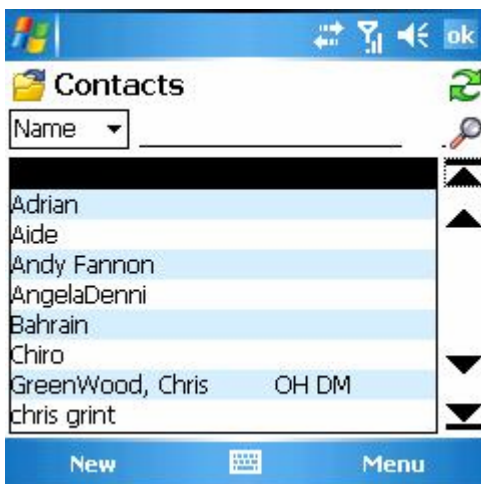 ok
Contacts
Name
Adrian
Aide
Andy Fannon
AngelaDenni
Bahrain
Chiro
GreenWood, Chris OH DM
chris grint
New Menu